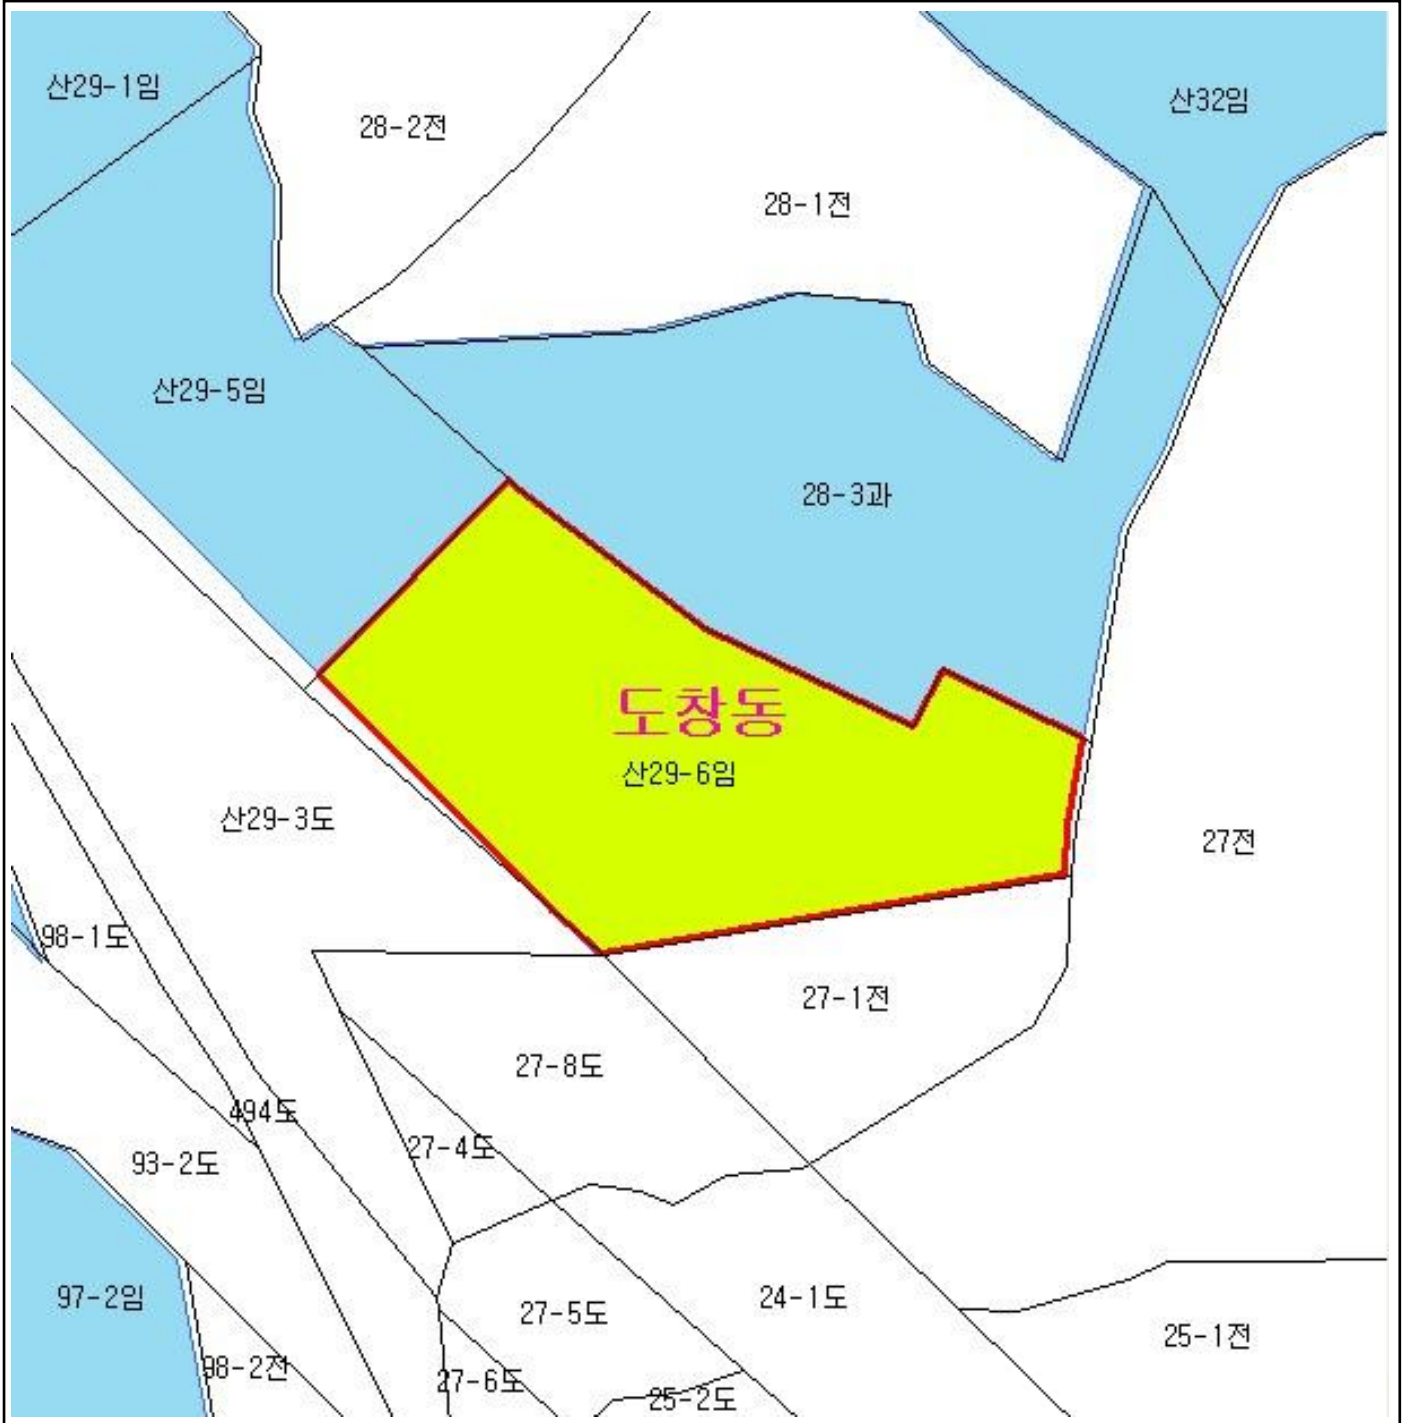 산29-1임
산32임
28-2전
28-1전
산29-5임
28-3과
도창동
산29-6임
산29-3도
27전
98-1도
27-1전
27-8도
494도
27-4도
93-2도
97-2임
24-1도
27-5도
25-1전
98-2전
27-6도
25-2도